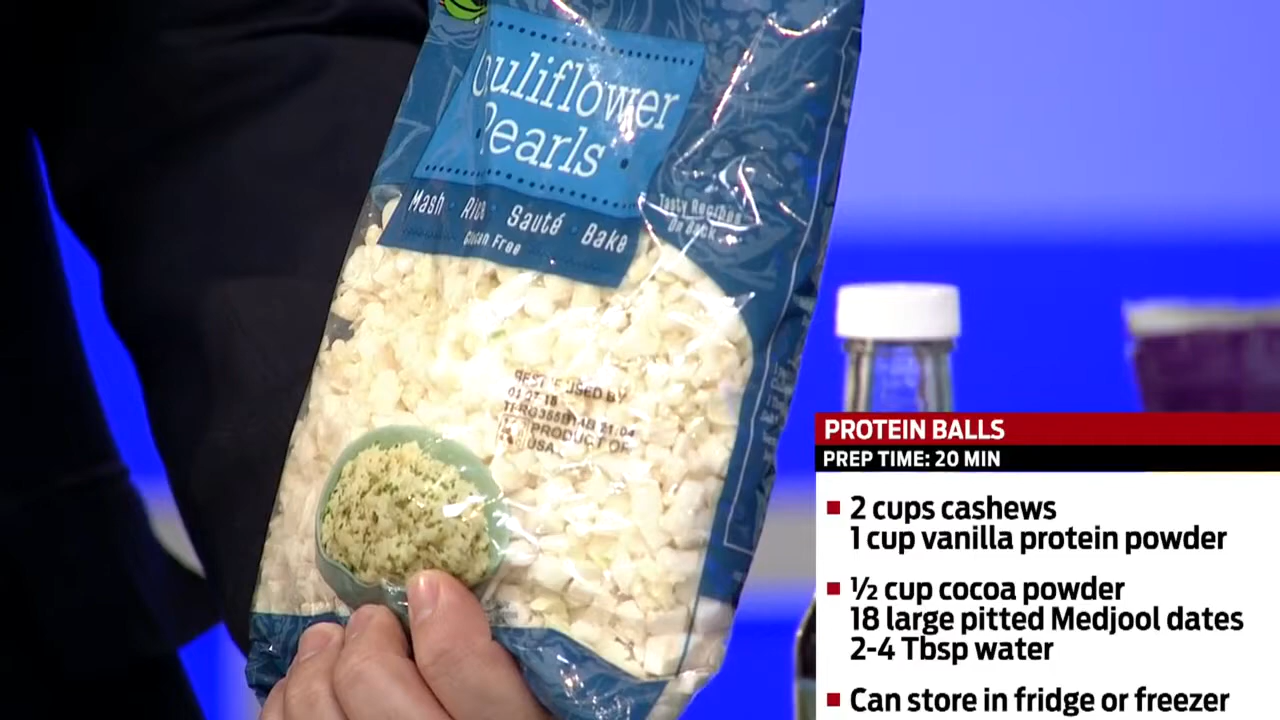 Cauliflower
Pearls
Mash · Rice · Sauté · Bake
Gluten Free
Tasty Recipes
On Back
BEST IF USED BY
PRODUCT OF
USA
PROTEIN BALLS
PREP TIME: 20 MIN
2 cups cashews
1 cup vanilla protein powder
½ cup cocoa powder
18 large pitted Medjool dates
2-4 Tbsp water
Can store in fridge or freezer